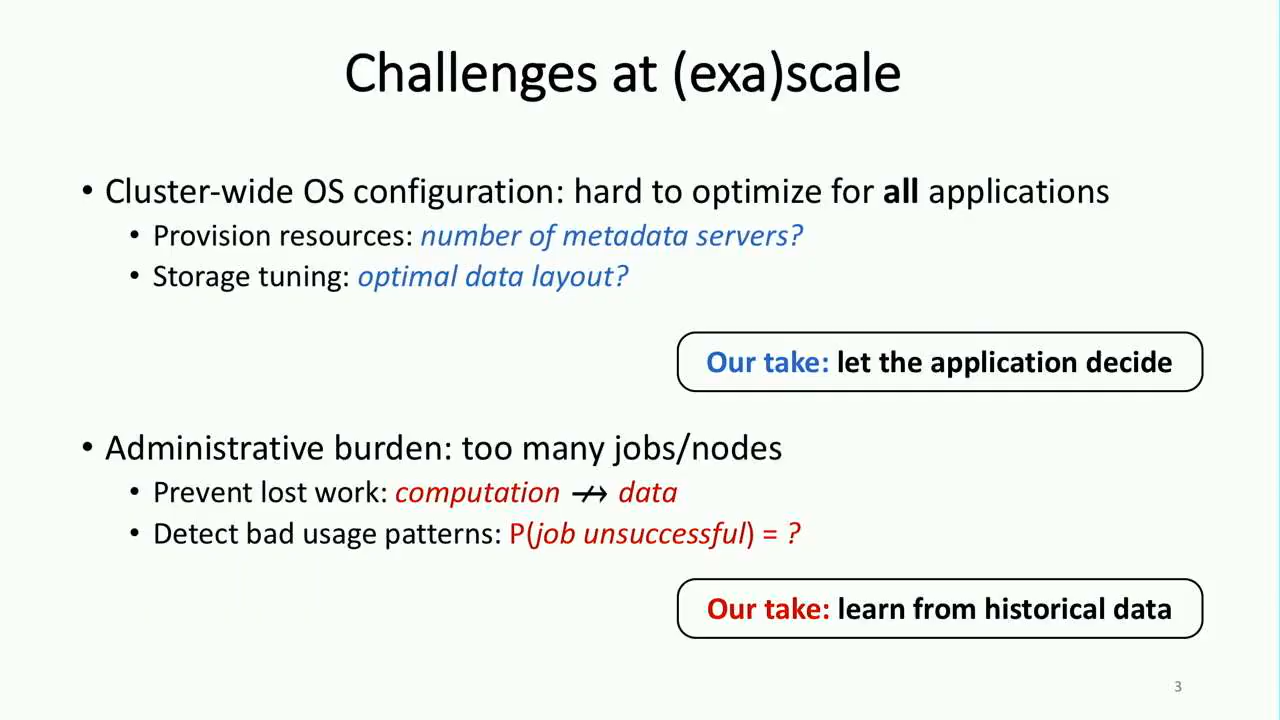 Challenges at (exa)scale
• Cluster-wide OS configuration: hard to optimize for all applications
• Provision resources: number of metadata servers?
• Storage tuning: optimal data layout?
Our take: let the application decide
• Administrative burden: too many jobs/nodes
• Prevent lost work: computation ↛ data
• Detect bad usage patterns: P(job unsuccessful) = ?
Our take: learn from historical data
3